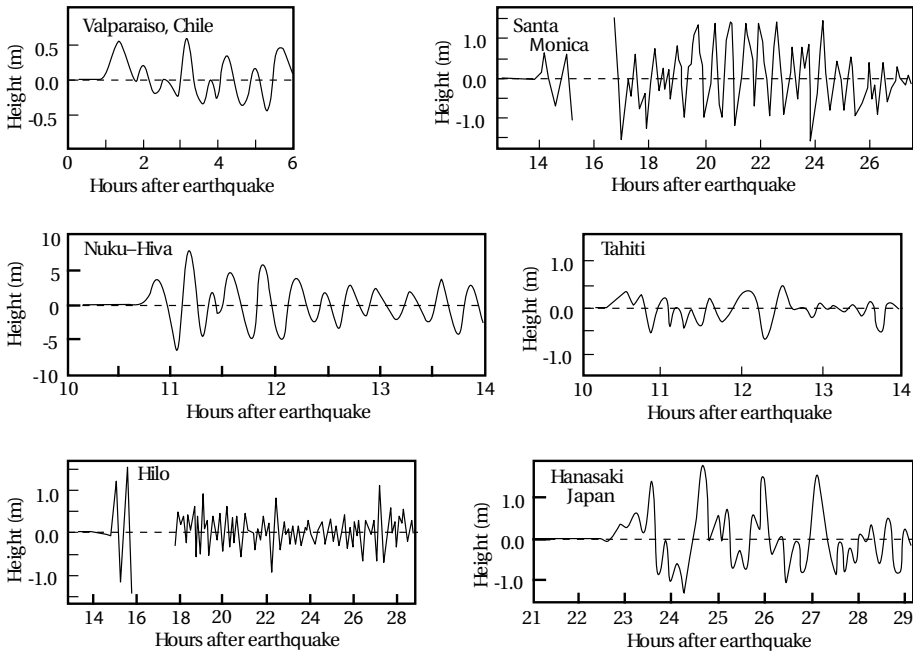 Valparaiso, Chile
Height (m)
0.5
0.0
-0.5
0 2 4 6
Hours after earthquake
Santa
Monica
Height (m)
1.0
0.0
-1.0
14 16 18 20 22 24 26
Hours after earthquake
Nuku–Hiva
Height (m)
10
5
0
-5
-10
10 11 12 13 14
Hours after earthquake
Tahiti
Height (m)
1.0
0.0
-1.0
10 11 12 13 14
Hours after earthquake
Hilo
Height (m)
1.0
0.0
-1.0
14 16 18 20 22 24 26 28
Hours after earthquake
Hanasaki
Japan
Height (m)
1.0
0.0
-1.0
21 22 23 24 25 26 27 28 29
Hours after earthquake